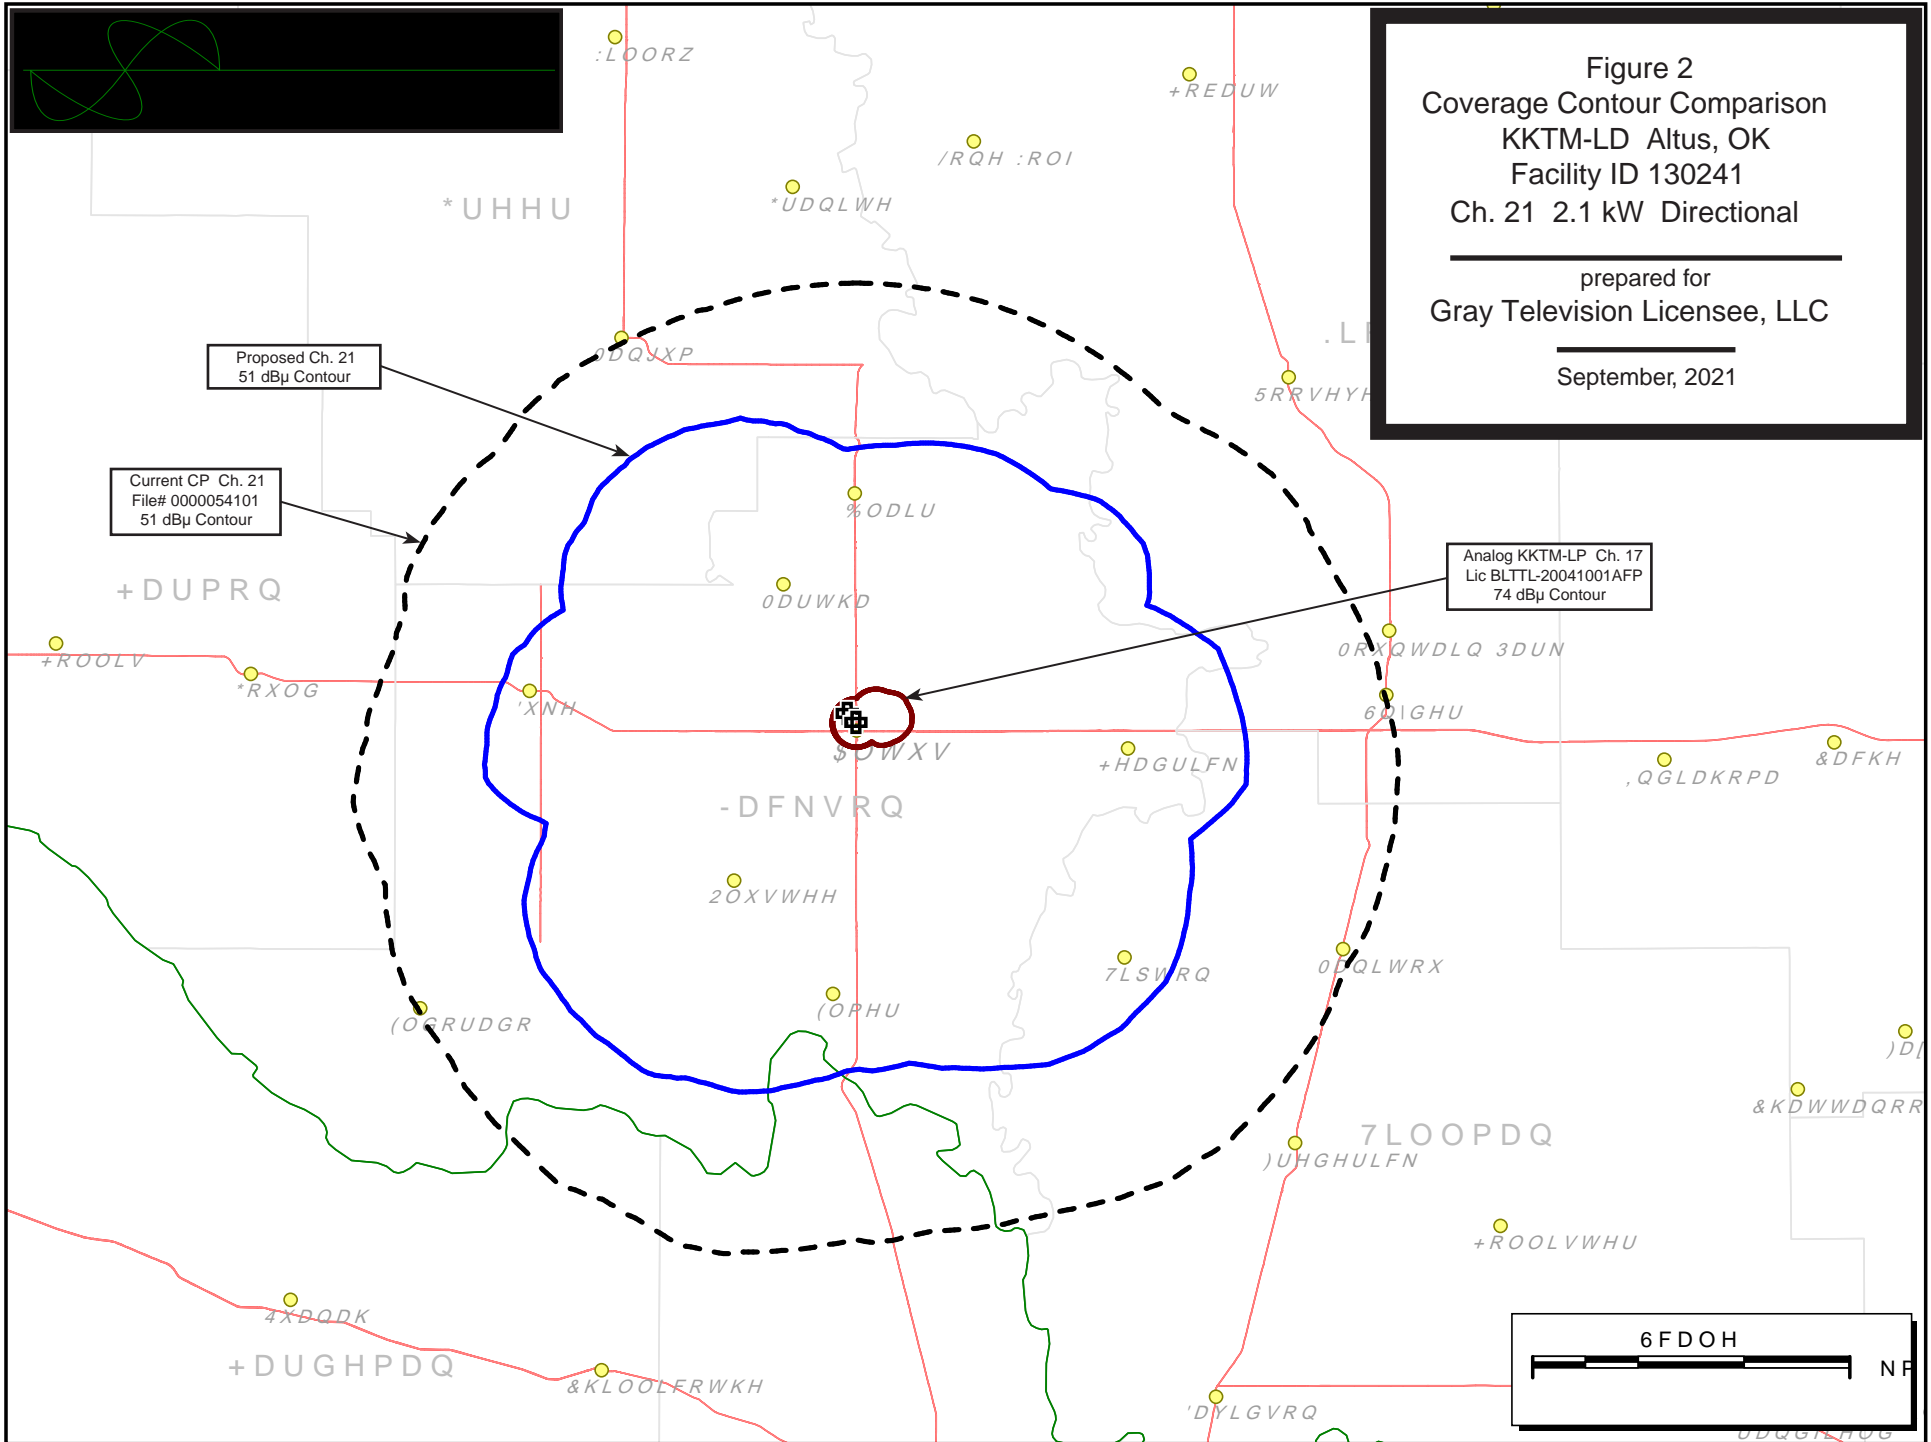 Figure 2
Coverage Contour Comparison
KKTM-LD Altus, OK
Facility ID 130241
Ch. 21 2.1 kW Directional
prepared for
Gray Television Licensee, LLC
September, 2021
:LOORZ
+REDUW
/RQH :ROI
*UDQLWH
*UHHU
0DQJXP
5RRVHYH
Proposed Ch. 21
51 dBµ Contour
Current CP Ch. 21
File# 0000054101
51 dBµ Contour
%ODLU
Analog KKTM-LP Ch. 17
Lic BLTTL-20041001AFP
74 dBµ Contour
+DUPRQ
0DUWKD
+ROOLV
*RXOG
'XNH
0RXQWDLQ 3DUN
6Q\GHU
$OWXV
+HDGULFN
,QGLDKRPD
&DFKH
-DFNVRQ
2OXVWHH
7LSWRQ
0DQLWRX
(OGRUDGR
(OPHU
)D[
&KDWWDQRR
7LOOPDQ
)UHGHULFN
+ROOLVWHU
4XDQDK
+DUGHPDQ
&KLOOLFRWKH
'DYLGVRQ
6FDOH